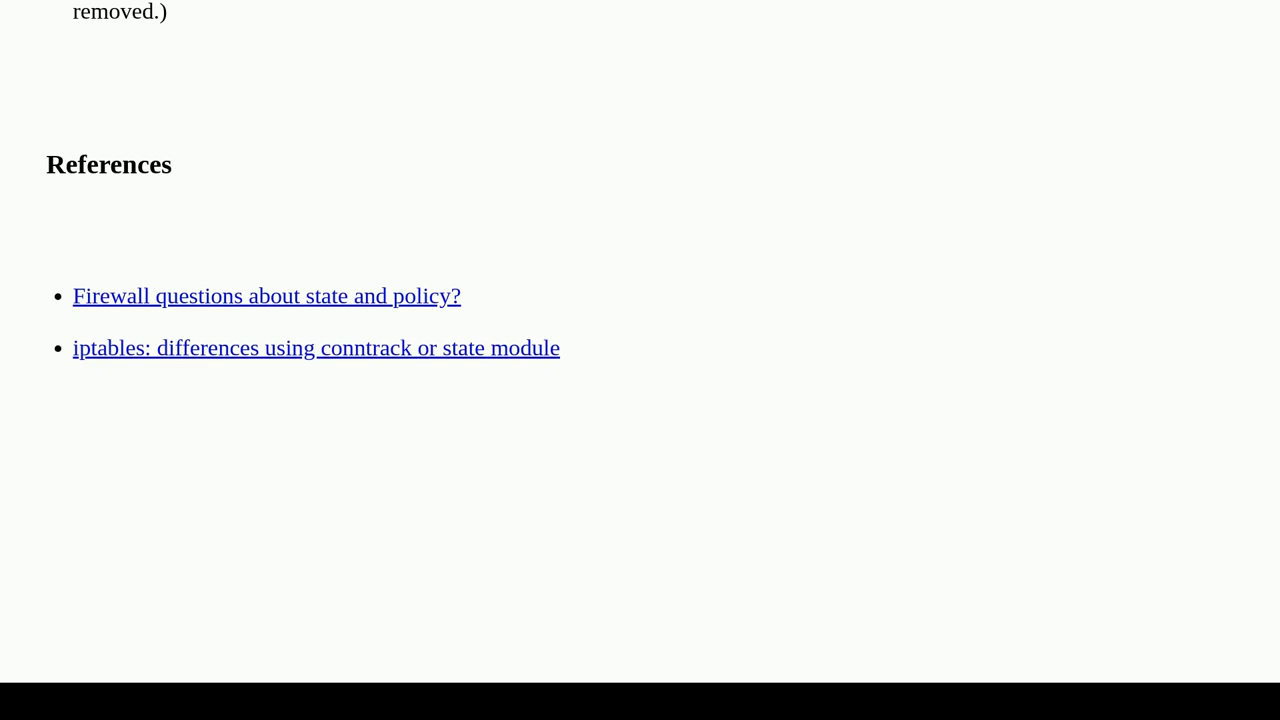 removed.)
References
Firewall questions about state and policy?
iptables: differences using conntrack or state module